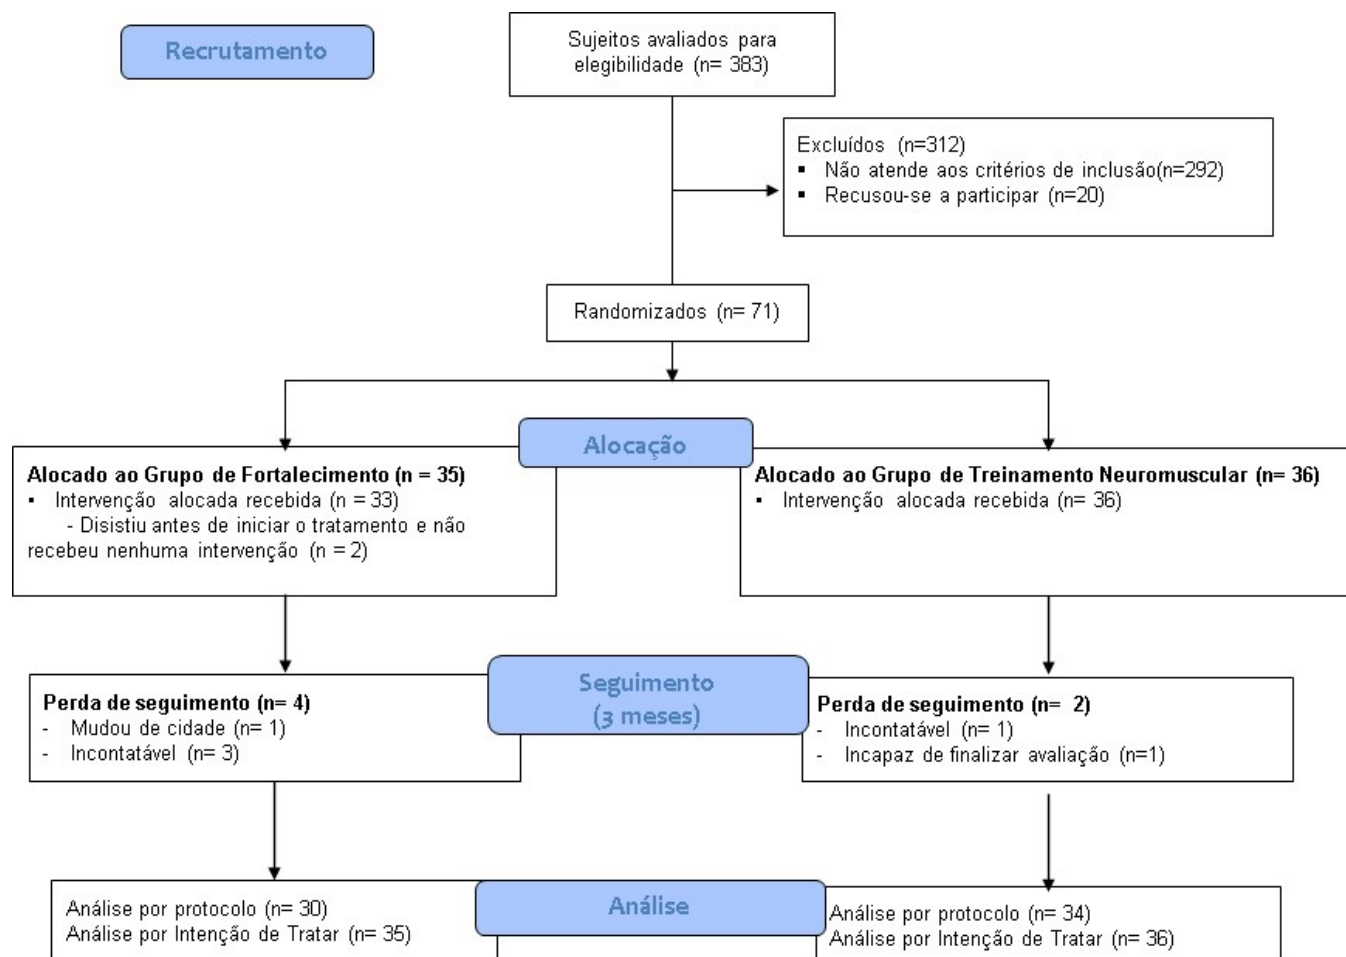 Recrutamento
Sujeitos avaliados para
elegibilidade (n= 383)
Excluídos (n=312)
▪ Não atende aos critérios de inclusão(n=292)
▪ Recusou-se a participar (n=20)
Randomizados (n= 71)
Alocação
Alocado ao Grupo de Fortalecimento (n = 35)
▪ Intervenção alocada recebida (n = 33)
- Disistiu antes de iniciar o tratamento e não
recebeu nenhuma intervenção (n = 2)
Alocado ao Grupo de Treinamento Neuromuscular (n= 36)
▪ Intervenção alocada recebida (n= 36)
Seguimento
(3 meses)
Perda de seguimento (n= 4)
- Mudou de cidade (n= 1)
- Incontatável (n= 3)
Perda de seguimento (n= 2)
- Incontatável (n= 1)
- Incapaz de finalizar avaliação (n=1)
Análise
Análise por protocolo (n= 30)
Análise por Intenção de Tratar (n= 35)
Análise por protocolo (n= 34)
Análise por Intenção de Tratar (n= 36)